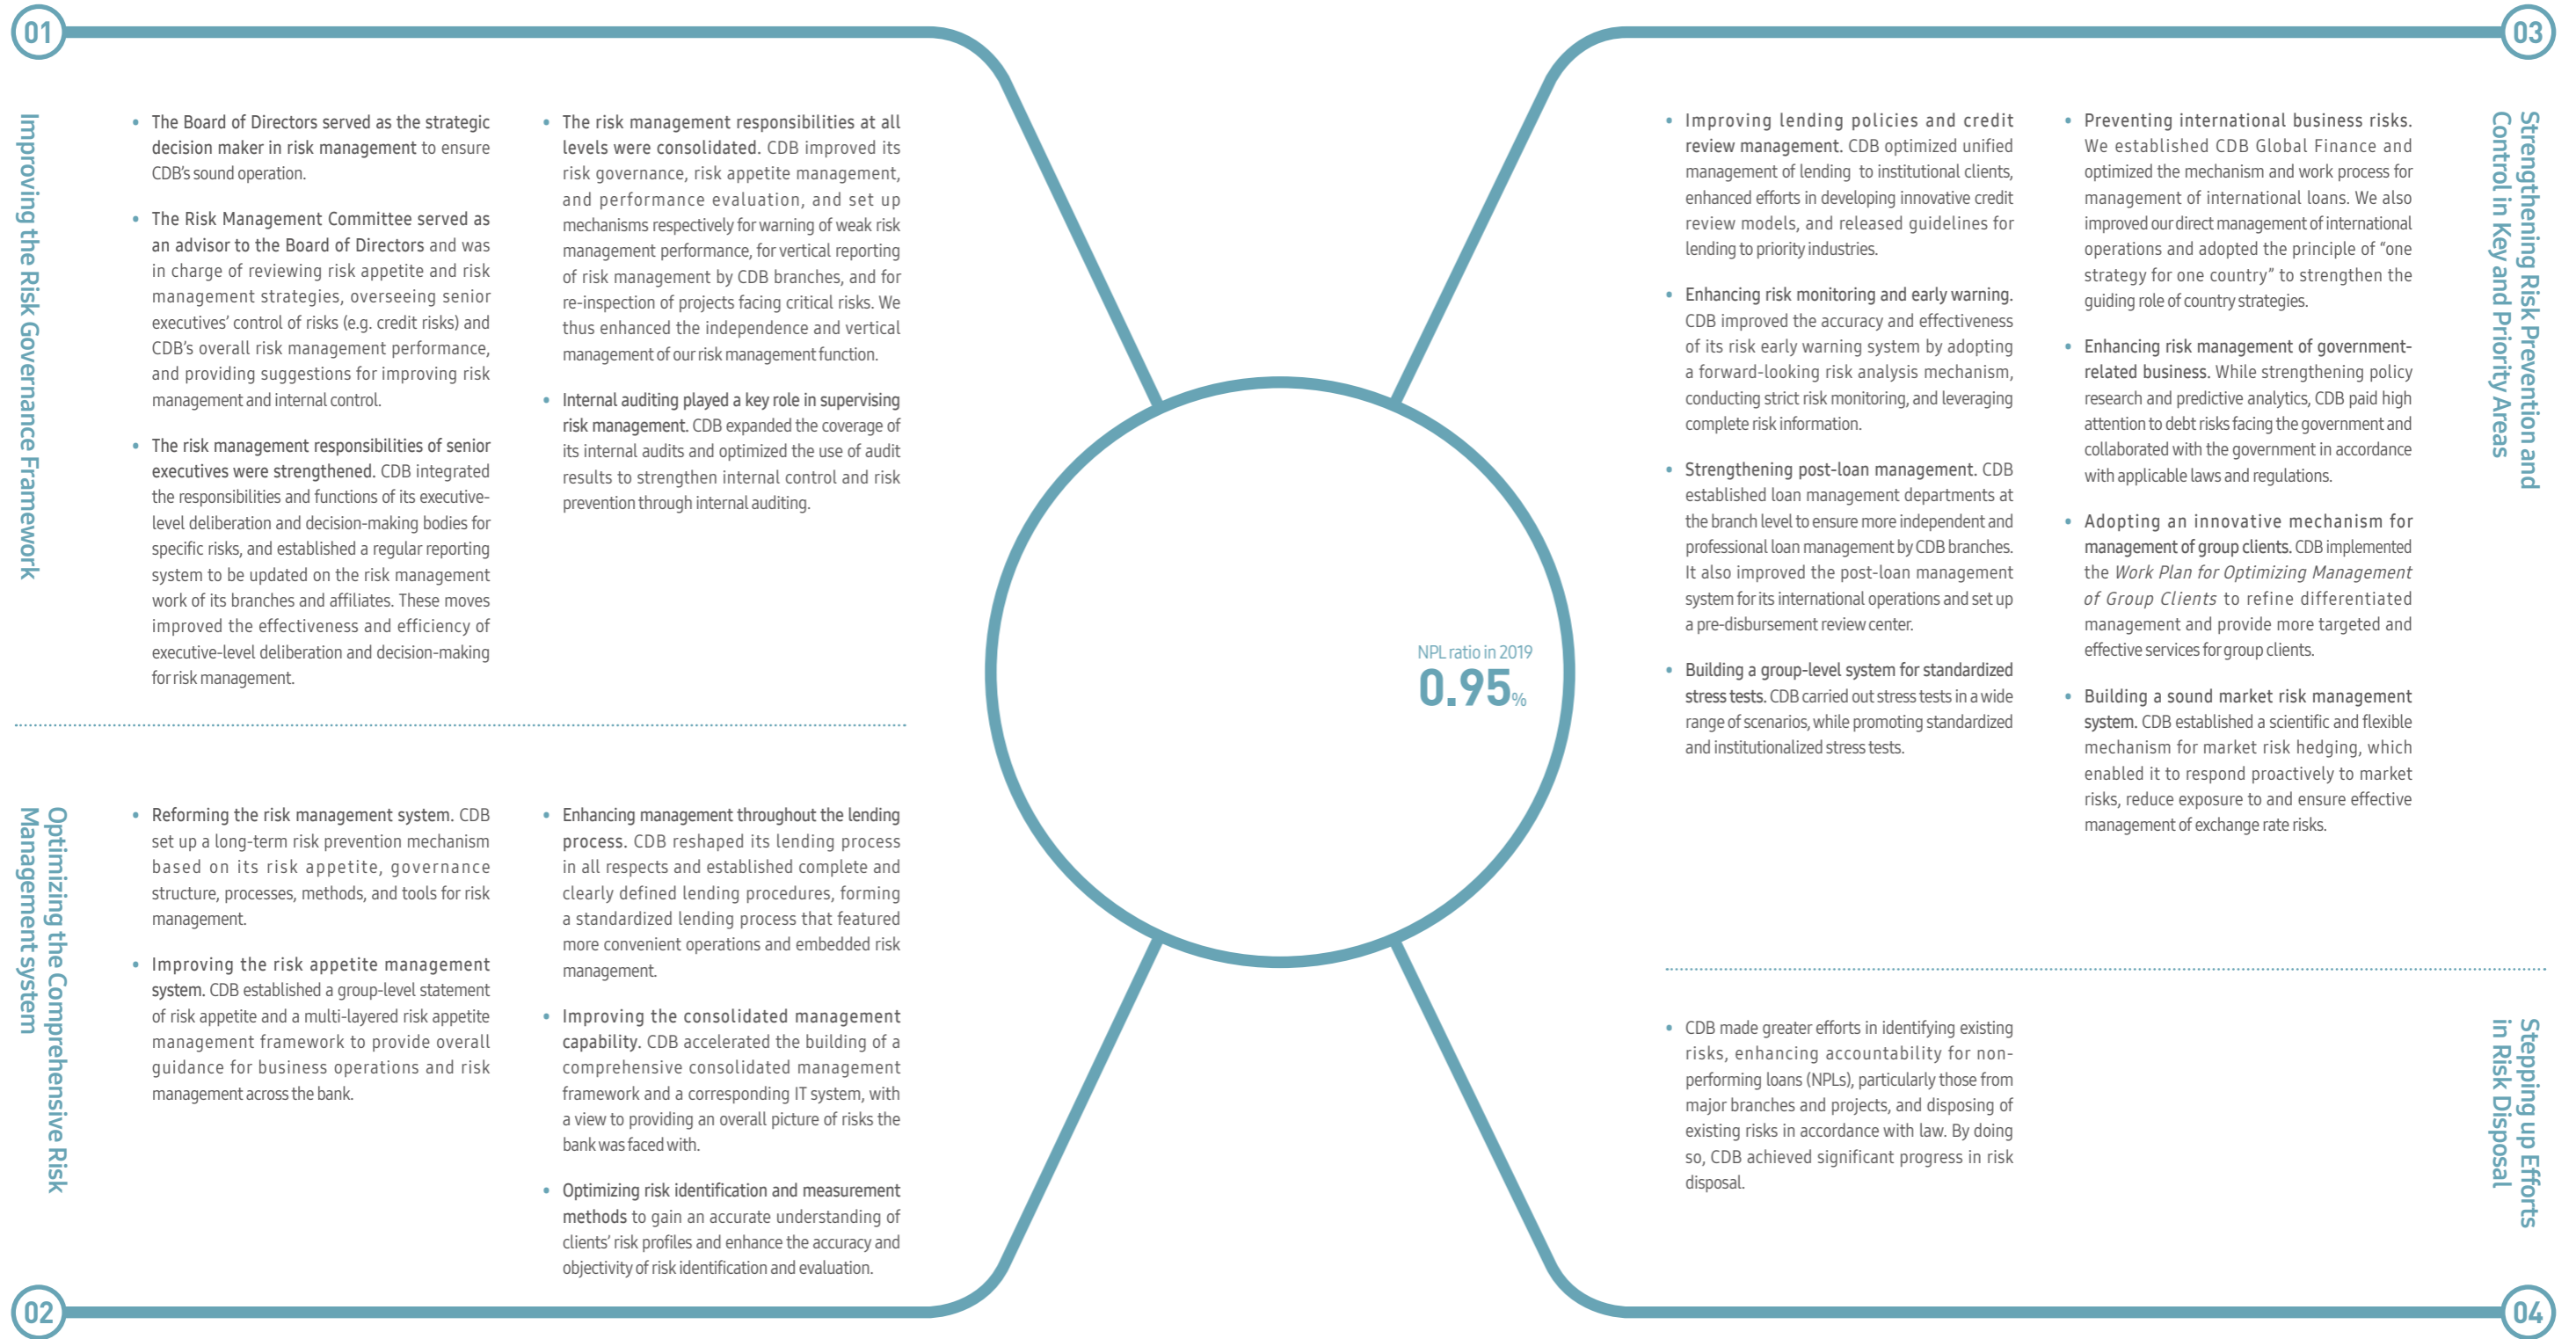 01
Improving the Risk Governance Framework
• The Board of Directors served as the strategic
decision maker in risk management to ensure
CDB's sound operation.
• The Risk Management Committee served as
an advisor to the Board of Directors and was
in charge of reviewing risk appetite and risk
management strategies, overseeing senior
executives' control of risks (e.g. credit risks) and
CDB's overall risk management performance,
and providing suggestions for improving risk
management and internal control.
• The risk management responsibilities of senior
executives were strengthened. CDB integrated
the responsibilities and functions of its executive-
level deliberation and decision-making bodies for
specific risks, and established a regular reporting
system to be updated on the risk management
work of its branches and affiliates. These moves
improved the effectiveness and efficiency of
executive-level deliberation and decision-making
for risk management.
• The risk management responsibilities at all
levels were consolidated. CDB improved its
risk governance, risk appetite management,
and performance evaluation, and set up
mechanisms respectively for warning of weak risk
management performance, for vertical reporting
of risk management by CDB branches, and for
re-inspection of projects facing critical risks. We
thus enhanced the independence and vertical
management of our risk management function.
• Internal auditing played a key role in supervising
risk management. CDB expanded the coverage of
its internal audits and optimized the use of audit
results to strengthen internal control and risk
prevention through internal auditing.
02
Optimizing the Comprehensive Risk
Management system
• Reforming the risk management system. CDB
set up a long-term risk prevention mechanism
based on its risk appetite, governance
structure, processes, methods, and tools for risk
management.
• Improving the risk appetite management
system. CDB established a group-level statement
of risk appetite and a multi-layered risk appetite
management framework to provide overall
guidance for business operations and risk
management across the bank.
• Enhancing management throughout the lending
process. CDB reshaped its lending process
in all respects and established complete and
clearly defined lending procedures, forming
a standardized lending process that featured
more convenient operations and embedded risk
management.
• Improving the consolidated management
capability. CDB accelerated the building of a
comprehensive consolidated management
framework and a corresponding IT system, with
a view to providing an overall picture of risks the
bank was faced with.
• Optimizing risk identification and measurement
methods to gain an accurate understanding of
clients' risk profiles and enhance the accuracy and
objectivity of risk identification and evaluation.
NPL ratio in 2019
0.95%
03
Strengthening Risk Prevention and
Control in Key and Priority Areas
• Improving lending policies and credit
review management. CDB optimized unified
management of lending to institutional clients,
enhanced efforts in developing innovative credit
review models, and released guidelines for
lending to priority industries.
• Enhancing risk monitoring and early warning.
CDB improved the accuracy and effectiveness
of its risk early warning system by adopting
a forward-looking risk analysis mechanism,
conducting strict risk monitoring, and leveraging
complete risk information.
• Strengthening post-loan management. CDB
established loan management departments at
the branch level to ensure more independent and
professional loan management by CDB branches.
It also improved the post-loan management
system for its international operations and set up
a pre-disbursement review center.
• Building a group-level system for standardized
stress tests. CDB carried out stress tests in a wide
range of scenarios, while promoting standardized
and institutionalized stress tests.
• Preventing international business risks.
We established CDB Global Finance and
optimized the mechanism and work process for
management of international loans. We also
improved our direct management of international
operations and adopted the principle of "one
strategy for one country" to strengthen the
guiding role of country strategies.
• Enhancing risk management of government-
related business. While strengthening policy
research and predictive analytics, CDB paid high
attention to debt risks facing the government and
collaborated with the government in accordance
with applicable laws and regulations.
• Adopting an innovative mechanism for
management of group clients. CDB implemented
the Work Plan for Optimizing Management
of Group Clients to refine differentiated
management and provide more targeted and
effective services for group clients.
• Building a sound market risk management
system. CDB established a scientific and flexible
mechanism for market risk hedging, which
enabled it to respond proactively to market
risks, reduce exposure to and ensure effective
management of exchange rate risks.
04
Stepping up Efforts
in Risk Disposal
• CDB made greater efforts in identifying existing
risks, enhancing accountability for non-
performing loans (NPLs), particularly those from
major branches and projects, and disposing of
existing risks in accordance with law. By doing
so, CDB achieved significant progress in risk
disposal.